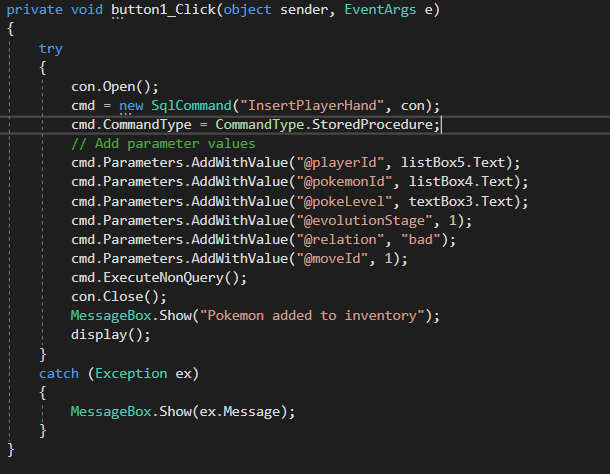 private void button1_Click(object sender, EventArgs e)
{
try
{
con.Open();
cmd = new SqlCommand("InsertPlayerHand", con);
cmd.CommandType = CommandType.StoredProcedure;
// Add parameter values
cmd.Parameters.AddWithValue("@playerId", listBox5.Text);
cmd.Parameters.AddWithValue("@pokemonId", listBox4.Text);
cmd.Parameters.AddWithValue("@pokeLevel", textBox3.Text);
cmd.Parameters.AddWithValue("@evolutionStage", 1);
cmd.Parameters.AddWithValue("@relation", "bad");
cmd.Parameters.AddWithValue("@moveId", 1);
cmd.ExecuteNonQuery();
con.Close();
MessageBox.Show("Pokemon added to inventory");
display();
}
catch (Exception ex)
{
MessageBox.Show(ex.Message);
}
}